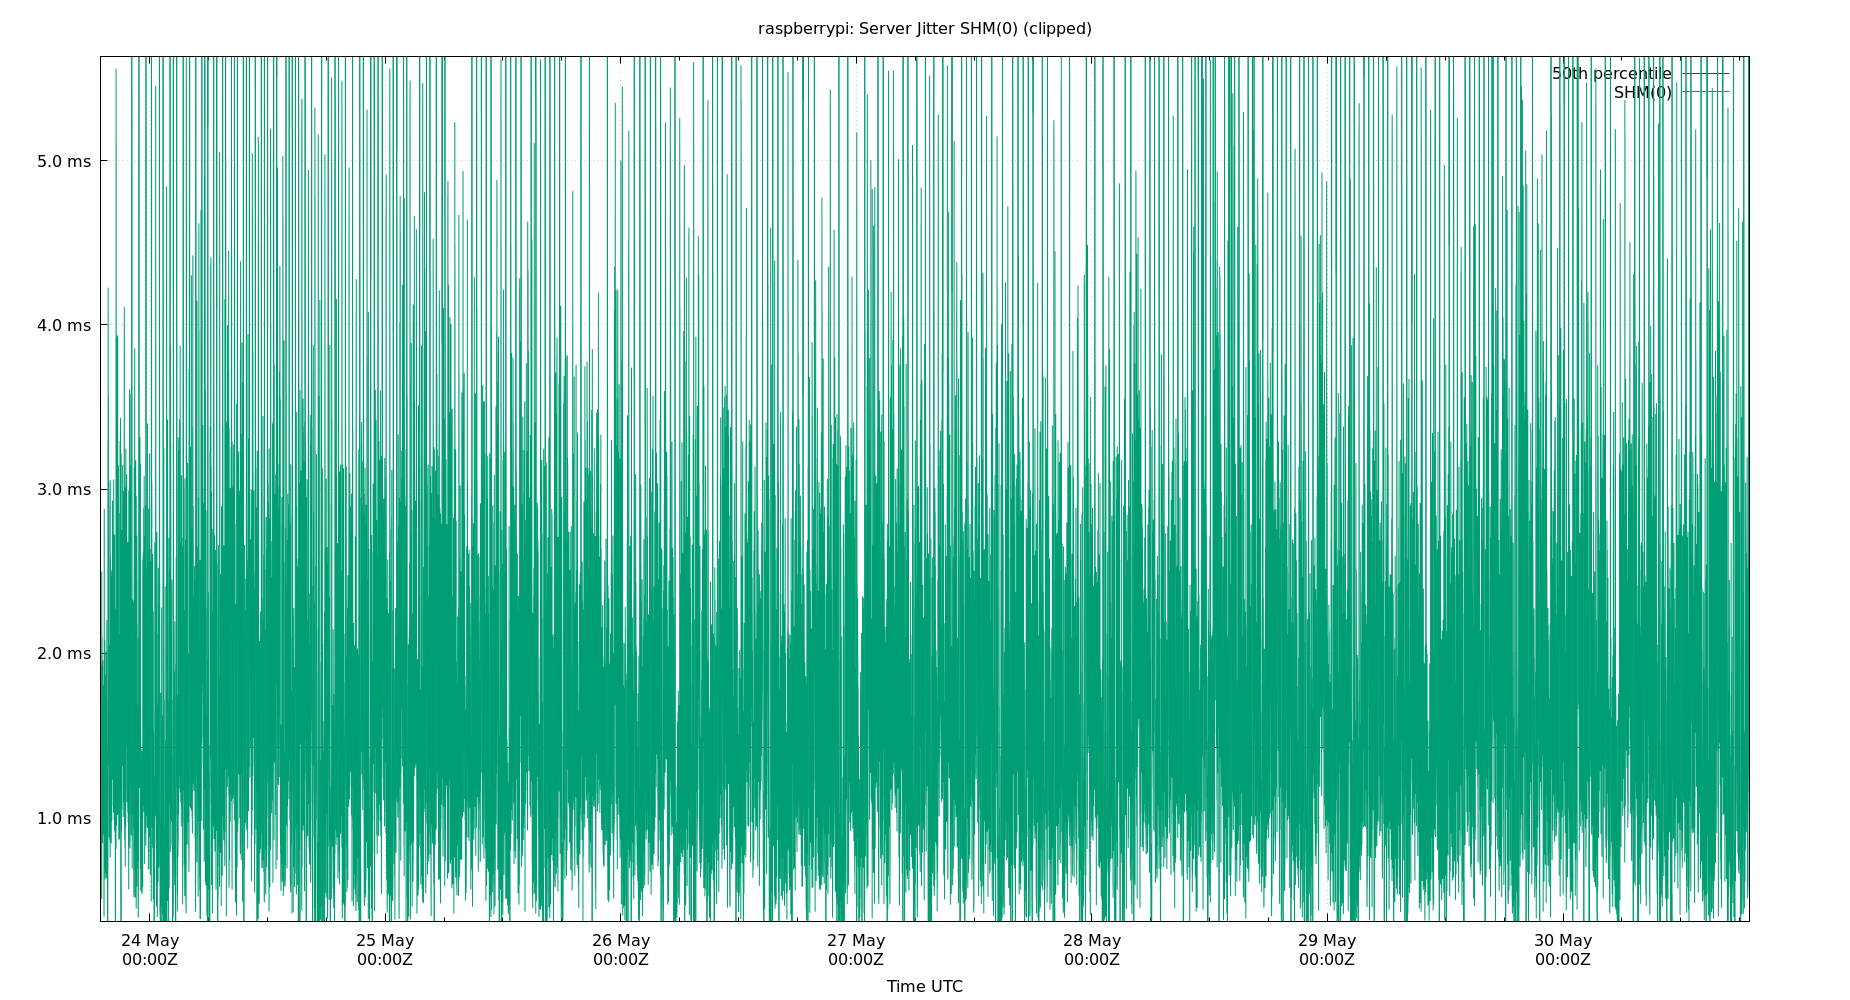 raspberrypi: Server Jitter SHM(0) (clipped)
50th percentile
SHM(0)
5.0 ms
4.0 ms
3.0 ms
2.0 ms
1.0 ms
24 May 25 May 26 May 27 May 28 May 29 May 30 May
00:00Z 00:00Z 00:00Z 00:00Z 00:00Z 00:00Z 00:00Z
Time UTC